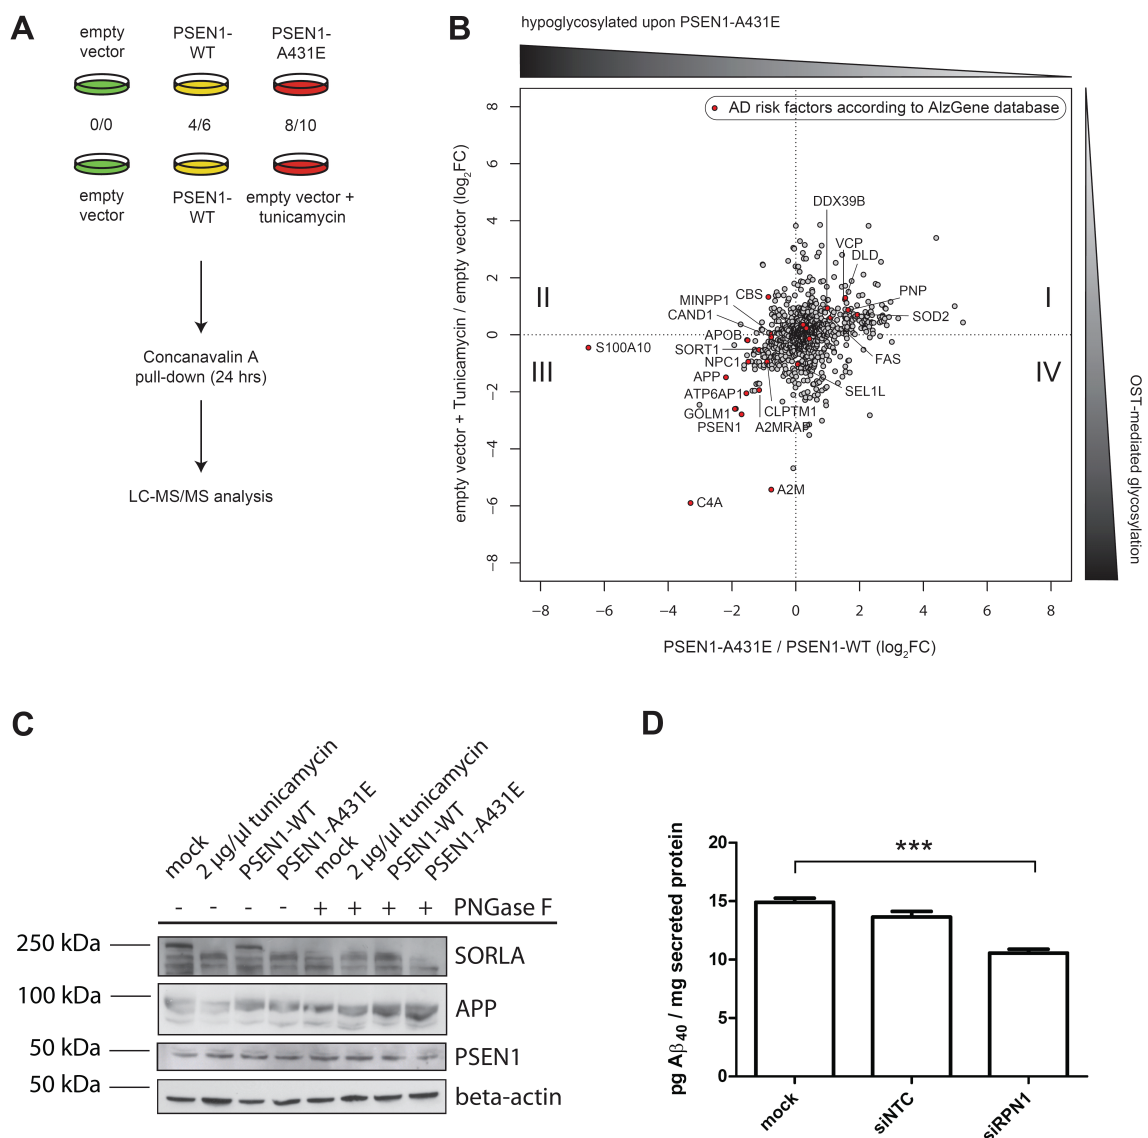 A
empty
vector
PSEN1-
WT
PSEN1-
A431E
0/0
4/6
8/10
empty
vector
PSEN1-
WT
empty vector +
tunicamycin
Concanavalin A
pull-down (24 hrs)
LC-MS/MS analysis
B
hypoglycosylated upon PSEN1-A431E
AD risk factors according to AlzGene database
empty vector + Tunicamycin / empty vector (log2FC)
8
6
4
2
0
−2
−4
−6
−8
II
I
III
IV
DDX39B
VCP
DLD
CBS
PNP
MINPP1
CAND1
SOD2
APOB
S100A10
SORT1
FAS
NPC1
APP
SEL1L
ATP6AP1
GOLM1
CLPTM1
PSEN1
A2MRAP
A2M
C4A
OST-mediated glycosylation
−8
−6
−4
−2
0
2
4
6
8
PSEN1-A431E / PSEN1-WT (log2FC)
C
mock
2 µg/µl tunicamycin
PSEN1-WT
PSEN1-A431E
mock
2 µg/µl tunicamycin
PSEN1-WT
PSEN1-A431E
- - - - + + + + PNGase F
250 kDa
SORLA
100 kDa
APP
50 kDa
PSEN1
50 kDa
beta-actin
D
pg Aβ40 / mg secreted protein
20
15
10
5
0
***
mock
siNTC
siRPN1